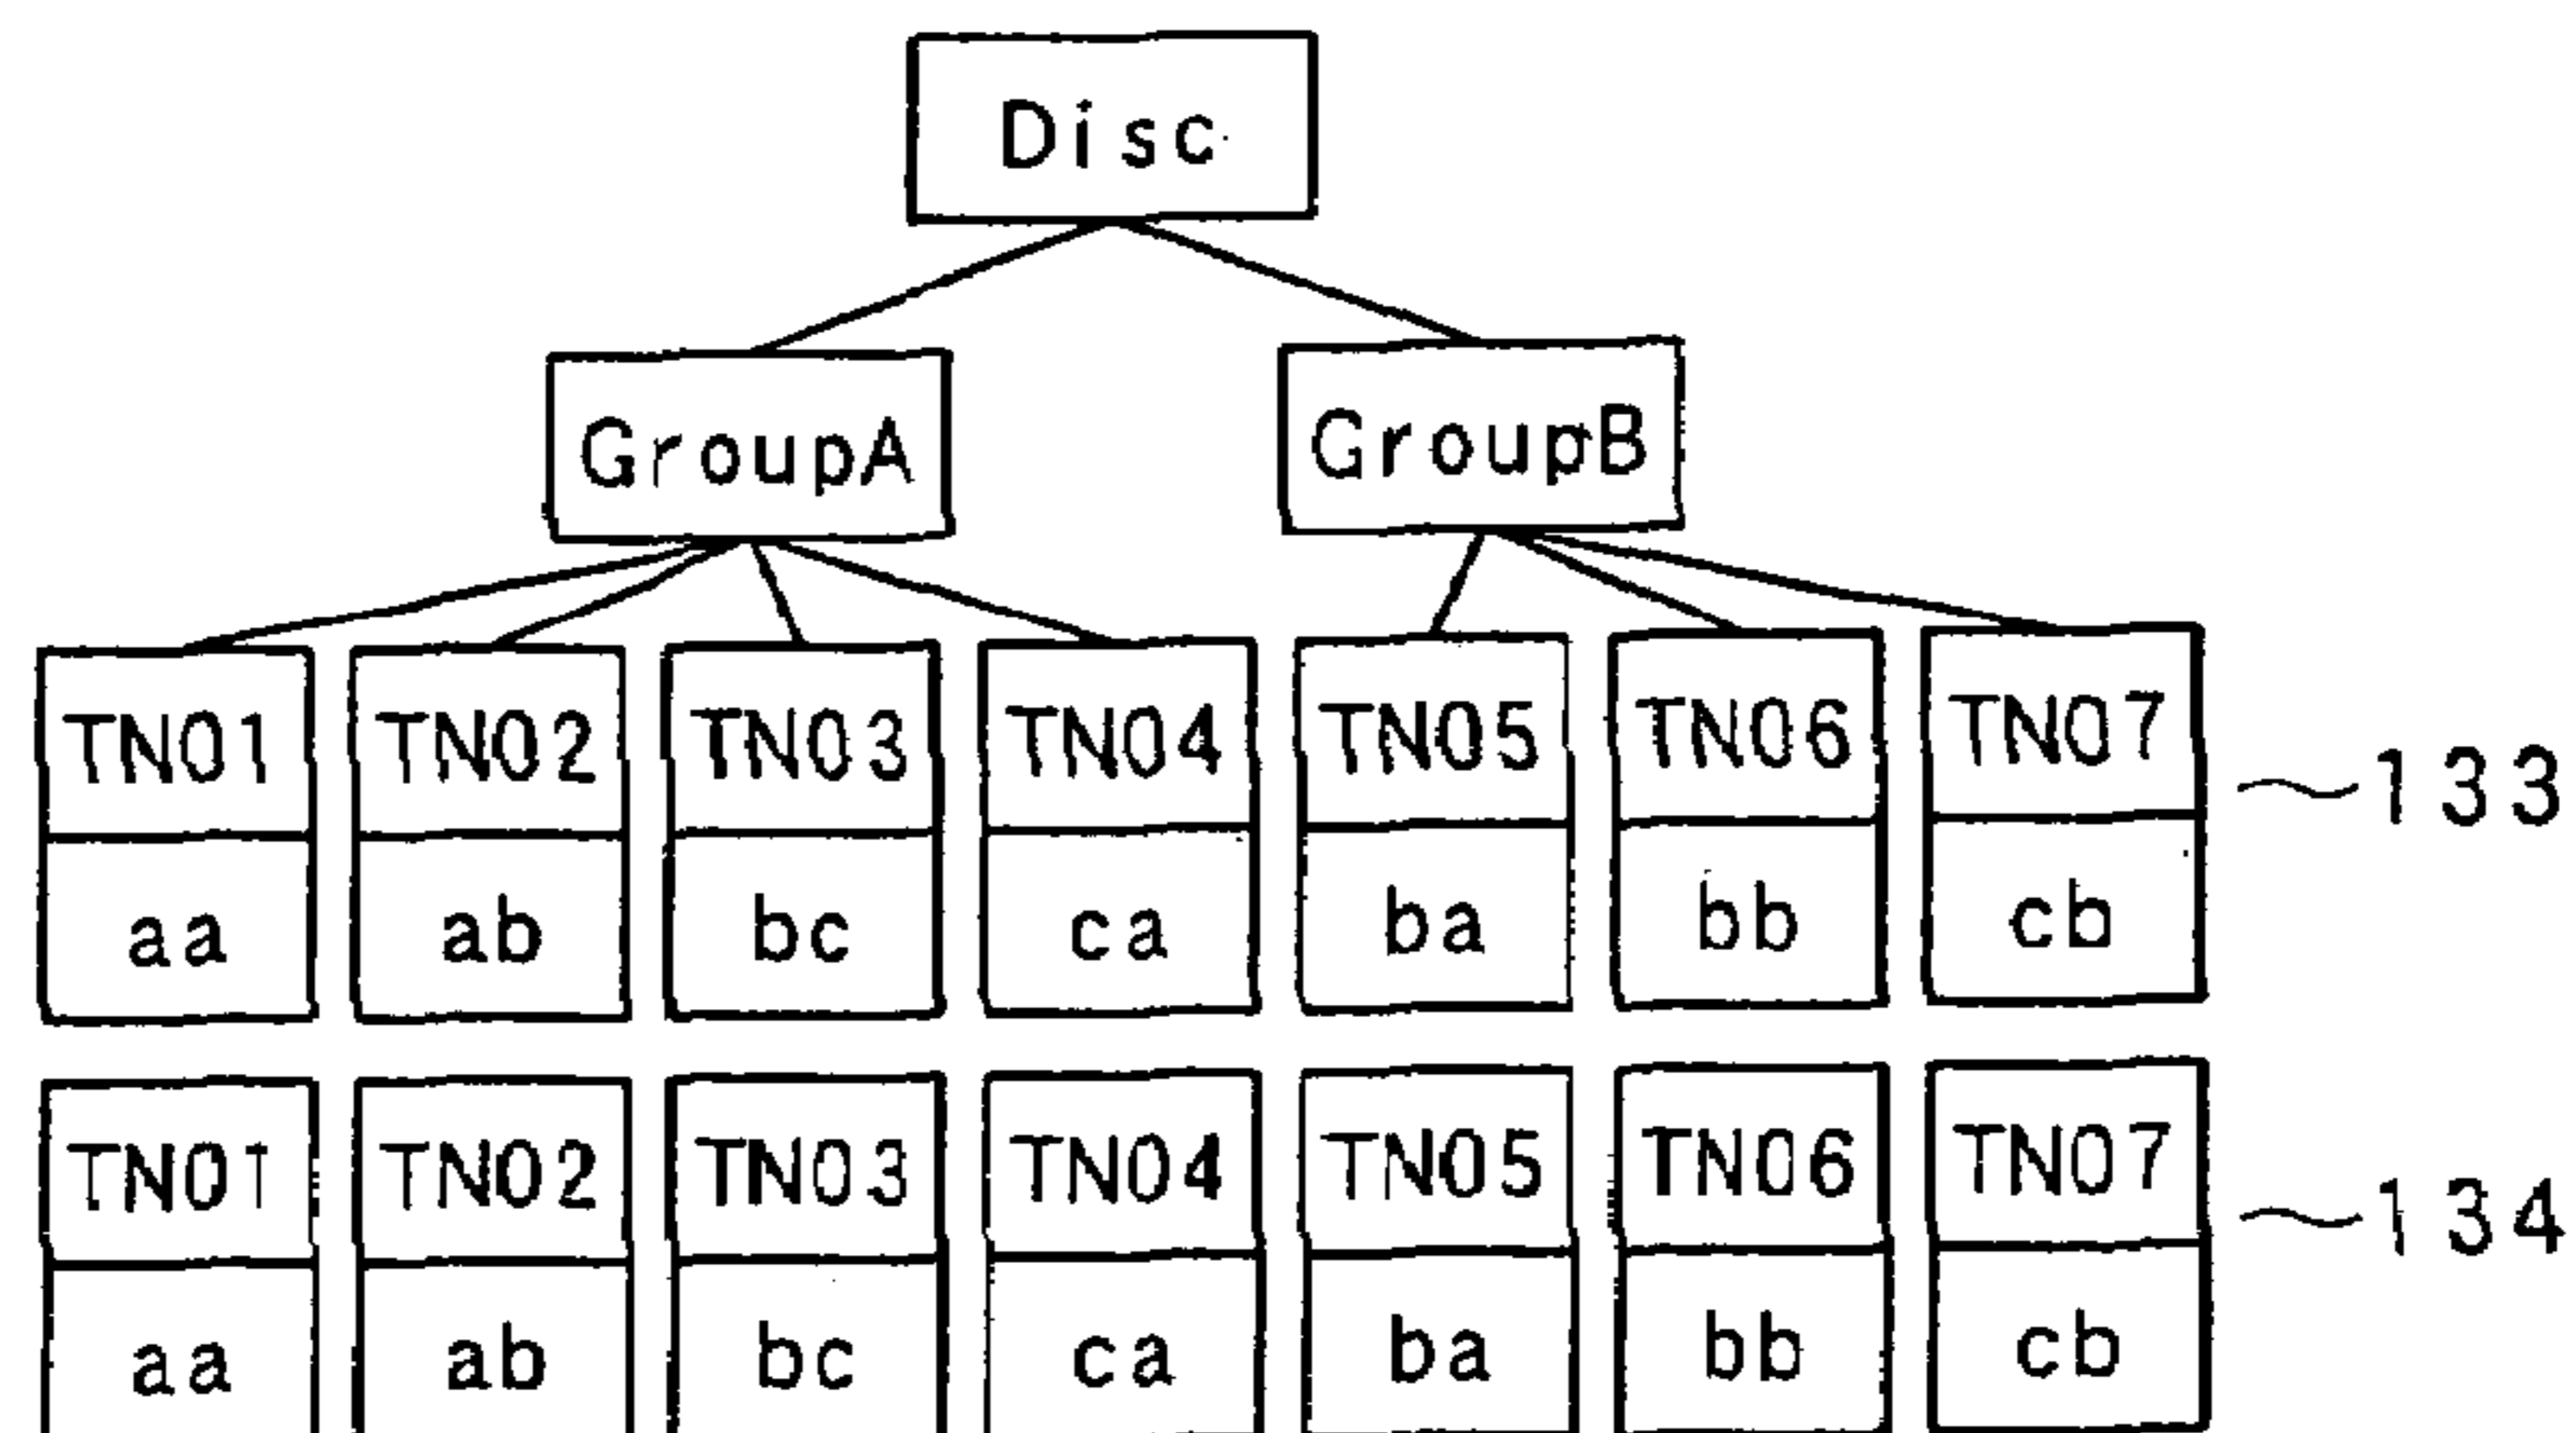 Disc
GroupA GroupB
TN01 TN02 TN03 TN04 TN05 TN06 TN07 133
aa ab bc ca ba bb cb
TN01 TN02 TN03 TN04 TN05 TN06 TN07 134
aa ab bc ca ba bb cb